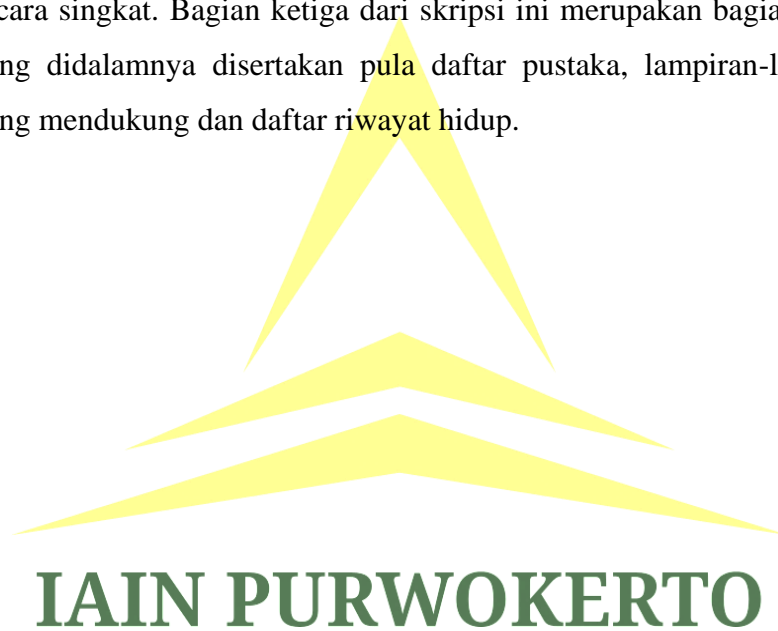 cara singkat. Bagian ketiga dari skripsi ini merupakan bagia
ng didalamnya disertakan pula daftar pustaka, lampiran-l
ng mendukung dan daftar riwayat hidup.
IAIN PURWOKERTO